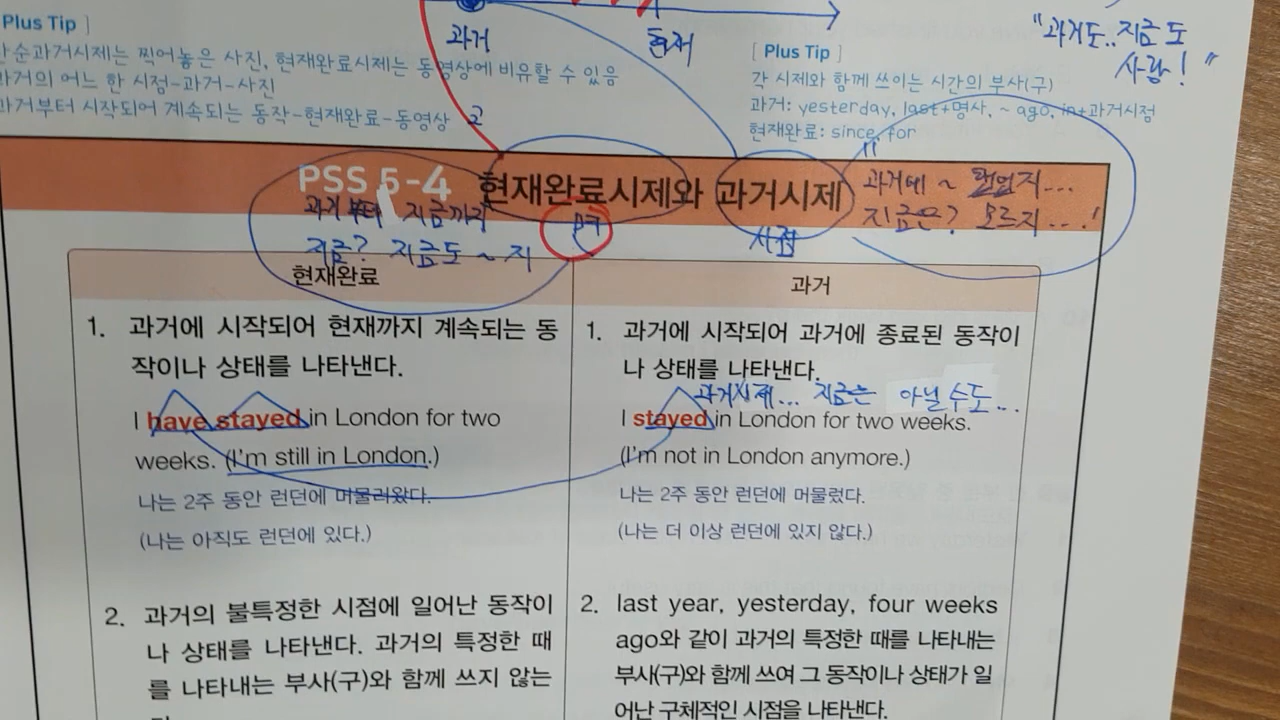 과거
현재
"과거도..지금도
사랑!"
[ Plus Tip ]
단순과거시제는 찍어놓은 사진, 현재완료시제는 동영상에 비유할 수 있음
과거의 어느 한 시점-과거-사진
과거부터 시작되어 계속되는 동작-현재완료-동영상
[ Plus Tip ]
각 시제와 함께 쓰이는 시간의 부사(구)
과거: yesterday, last+명사, ~ ago, in+과거시점
현재완료: since, for
PSS 5-4 현재완료시제와 과거시제
과거부터 지금까지
지금? 지금도 ~ 지
시점
과거에 ~ 했었지...
지금은? 모르지...!
현재완료
1. 과거에 시작되어 현재까지 계속되는 동
작이나 상태를 나타낸다.
I have stayed in London for two
weeks. (I'm still in London.)
나는 2주 동안 런던에 머물러왔다.
(나는 아직도 런던에 있다.)
2. 과거의 불특정한 시점에 일어난 동작이
나 상태를 나타낸다. 과거의 특정한 때
를 나타내는 부사(구)와 함께 쓰지 않는
과거
1. 과거에 시작되어 과거에 종료된 동작이
나 상태를 나타낸다.
과거시제... 지금은 아닐 수도...
I stayed in London for two weeks.
(I'm not in London anymore.)
나는 2주 동안 런던에 머물렀다.
(나는 더 이상 런던에 있지 않다.)
2. last year, yesterday, four weeks
ago와 같이 과거의 특정한 때를 나타내는
부사(구)와 함께 쓰여 그 동작이나 상태가 일
어난 구체적인 시점을 나타낸다.